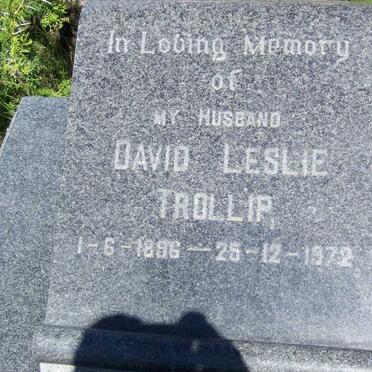 In Loving Memory
of
MY HUSBAND
DAVID LESLIE
TROLLIP
1-6-1896 — 25-12-1972